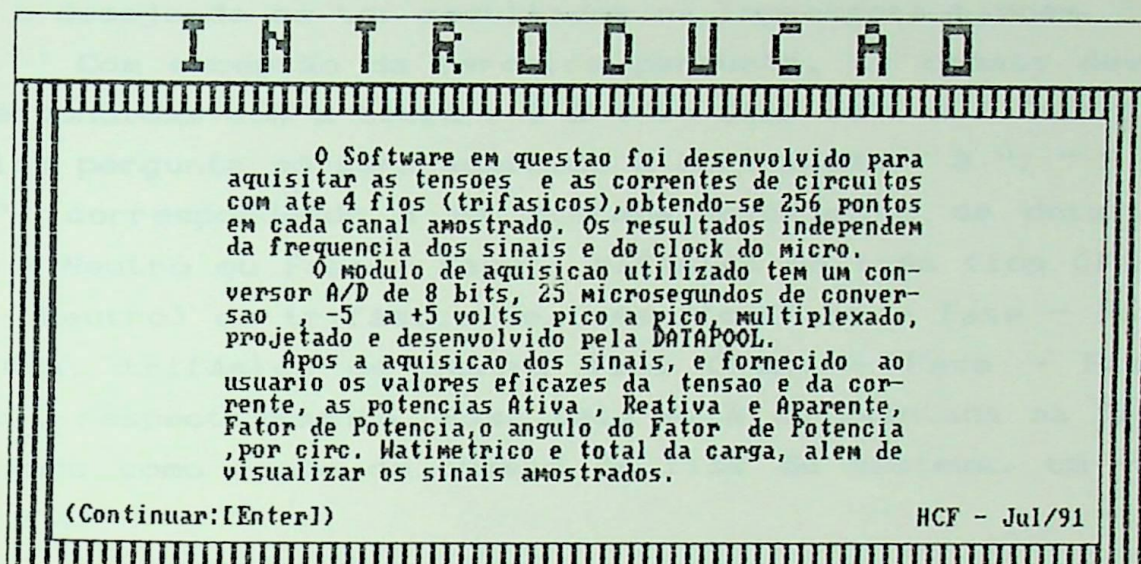 INTRODUCAO
O Software em questao foi desenvolvido para
aquisitar as tensoes e as correntes de circuitos
com ate 4 fios (trifasicos),obtendo-se 256 pontos
em cada canal amostrado. Os resultados independem
da frequencia dos sinais e do clock do micro.
O modulo de aquisicao utilizado tem um con-
versor A/D de 8 bits, 25 microsegundos de conver-
sao , -5 a +5 volts pico a pico, multiplexado,
projetado e desenvolvido pela DATAPOOL.
Apos a aquisicao dos sinais, e fornecido ao
usuario os valores eficazes da tensao e da cor-
rente, as potencias Ativa , Reativa e Aparente,
Fator de Potencia,o angulo do Fator de Potencia
,por circ. Watimetrico e total da carga, alem de
visualizar os sinais amostrados.
(Continuar:[Enter])
HCF - Jul/91